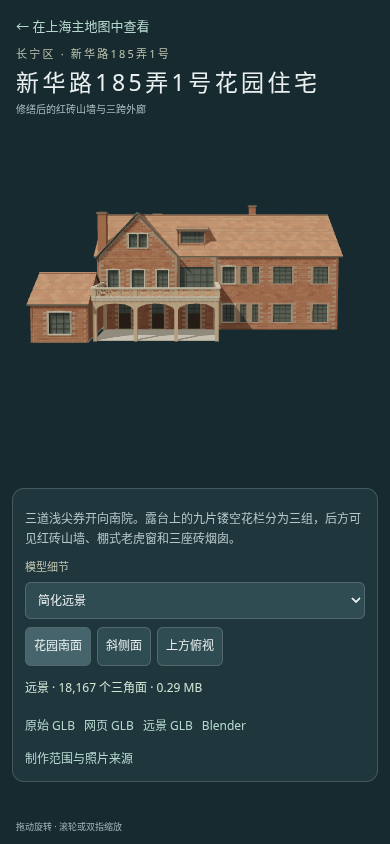 ← 在上海主地图中查看
长宁区 · 新华路185弄1号
新华路185弄1号花园住宅
修缮后的红砖山墙与三跨外廊
三道浅尖券开向南院。露台上的九片镂空花栏分为三组，后方可
见红砖山墙、棚式老虎窗和三座砖烟囱。
模型细节
简化远景
花园南面 斜侧面 上方俯视
远景 · 18,167 个三角面 · 0.29 MB
原始 GLB 网页 GLB 远景 GLB Blender
制作范围与照片来源
拖动旋转 · 滚轮或双指缩放